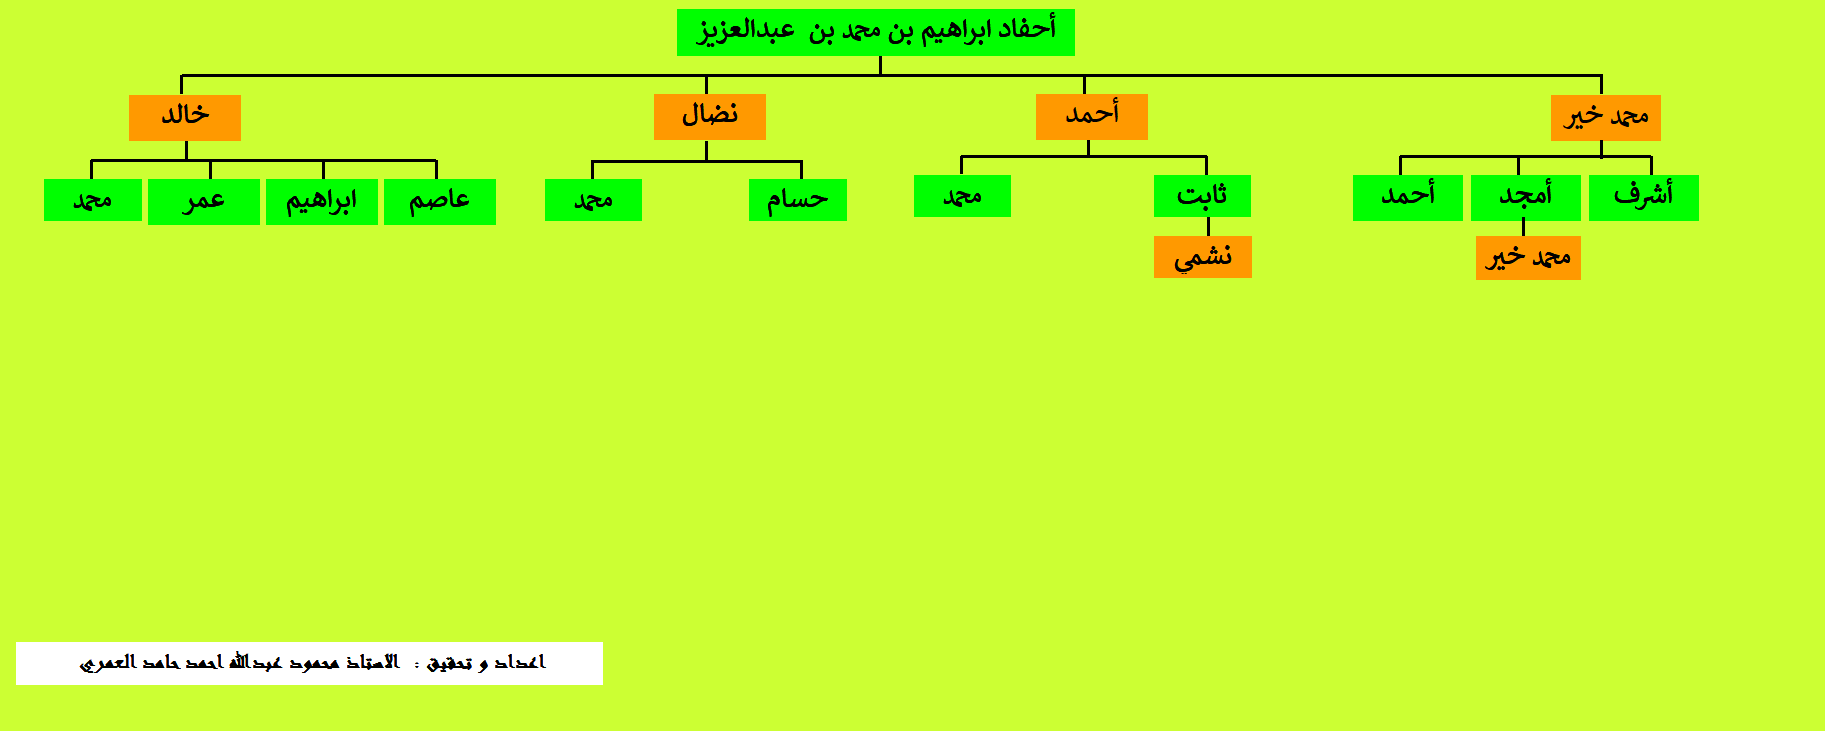 أحفاد ابراهيم بن محمد بن عبدالعزيز
محمد خير
أحمد
نضال
خالد
أشرف
أمجد
أحمد
ثابت
محمد
حسام
محمد
عاصم
ابراهيم
عمر
محمد
محمد خير
نشمي
اعداد و تحقيق : الاستاذ محمود عبدالله احمد حامد العمري